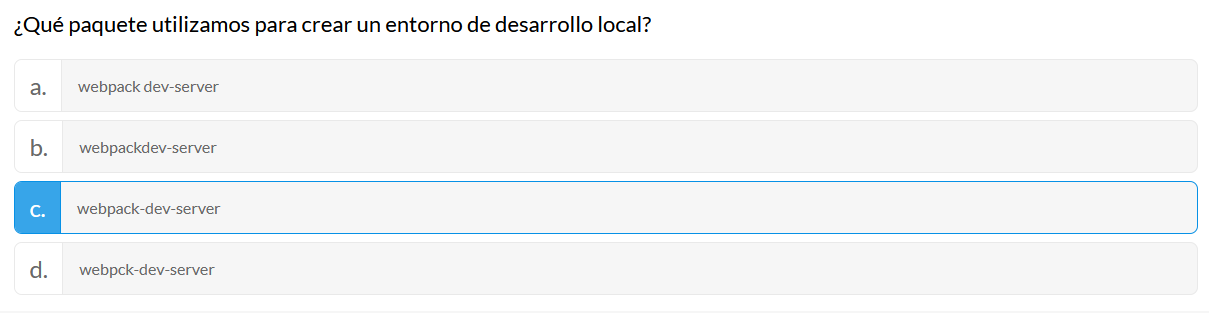 ¿Qué paquete utilizamos para crear un entorno de desarrollo local?
a. webpack dev-server
b. webpackdev-server
c. webpack-dev-server
d. webpck-dev-server